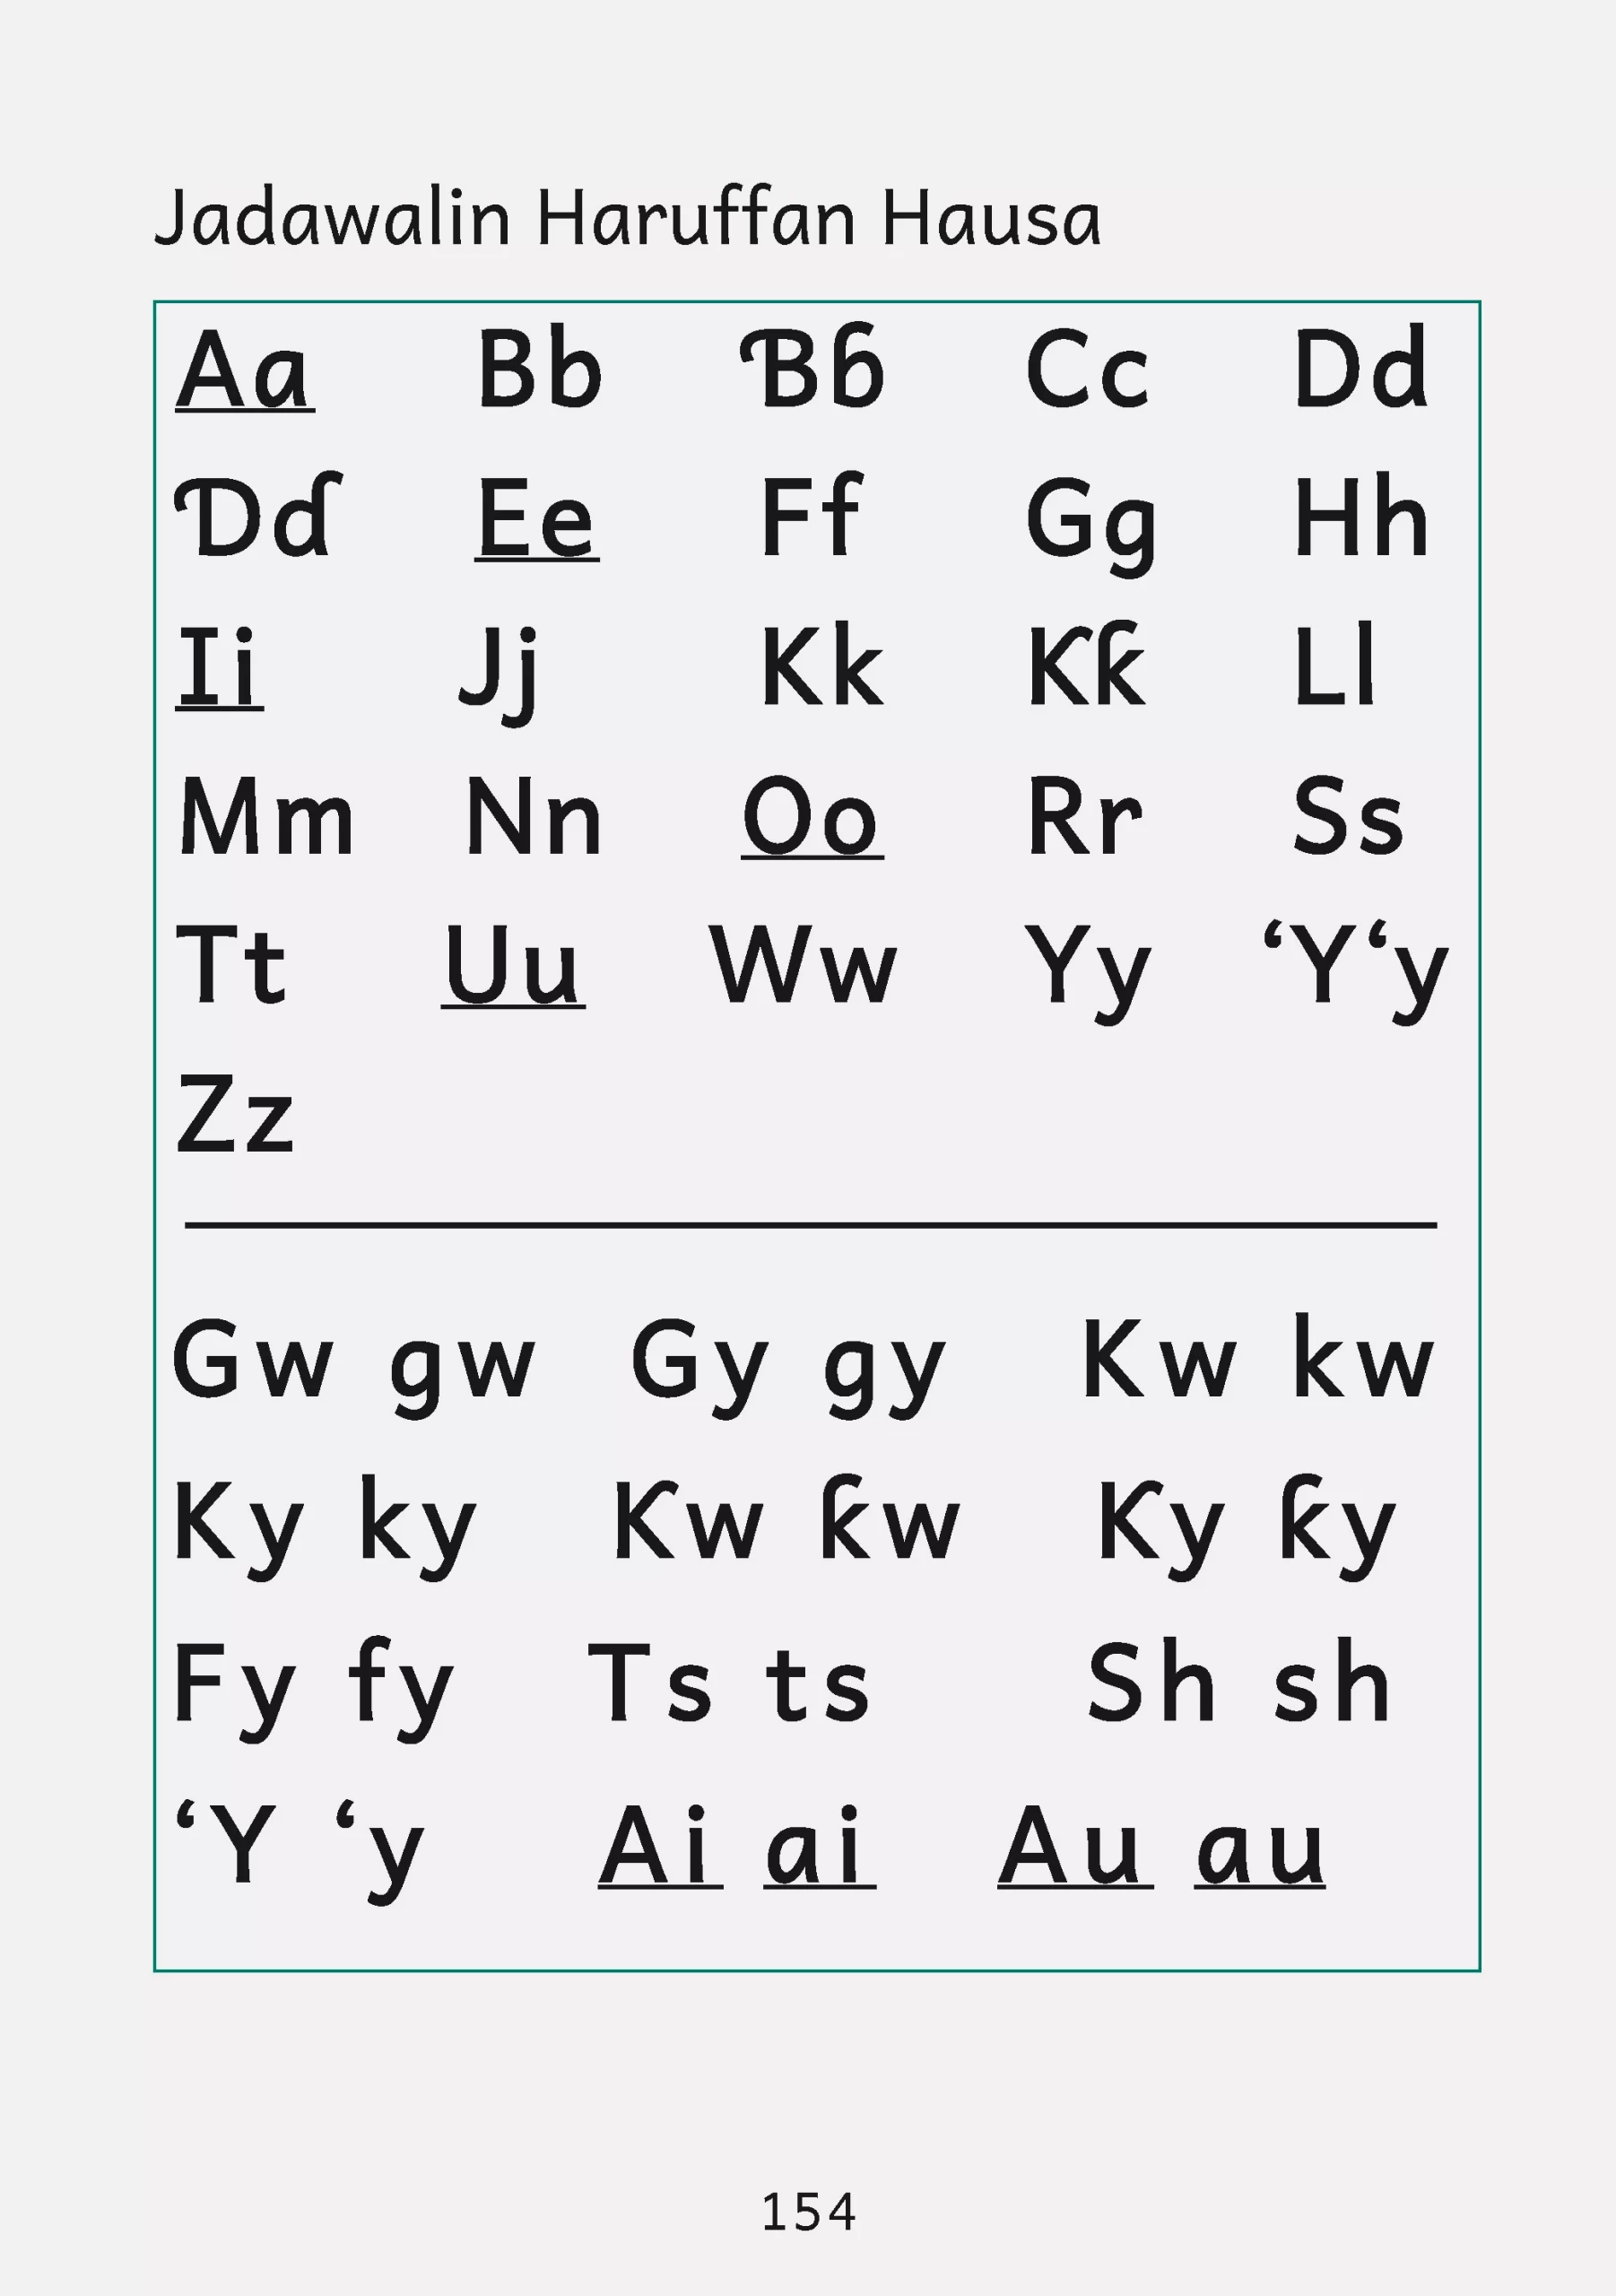 Jadawalin Haruffan Hausa
Aa Bb Ɓɓ Cc Dd
Ɗɗ Ee Ff Gg Hh
Ii Jj Kk Ƙƙ Ll
Mm Nn Oo Rr Ss
Tt Uu Ww Yy ‘Y‘y
Zz
Gw gw Gy gy Kw kw
Ky ky Ƙw ƙw Ƙy ƙy
Fy fy Ts ts Sh sh
‘Y ‘y Ai ai Au au
154